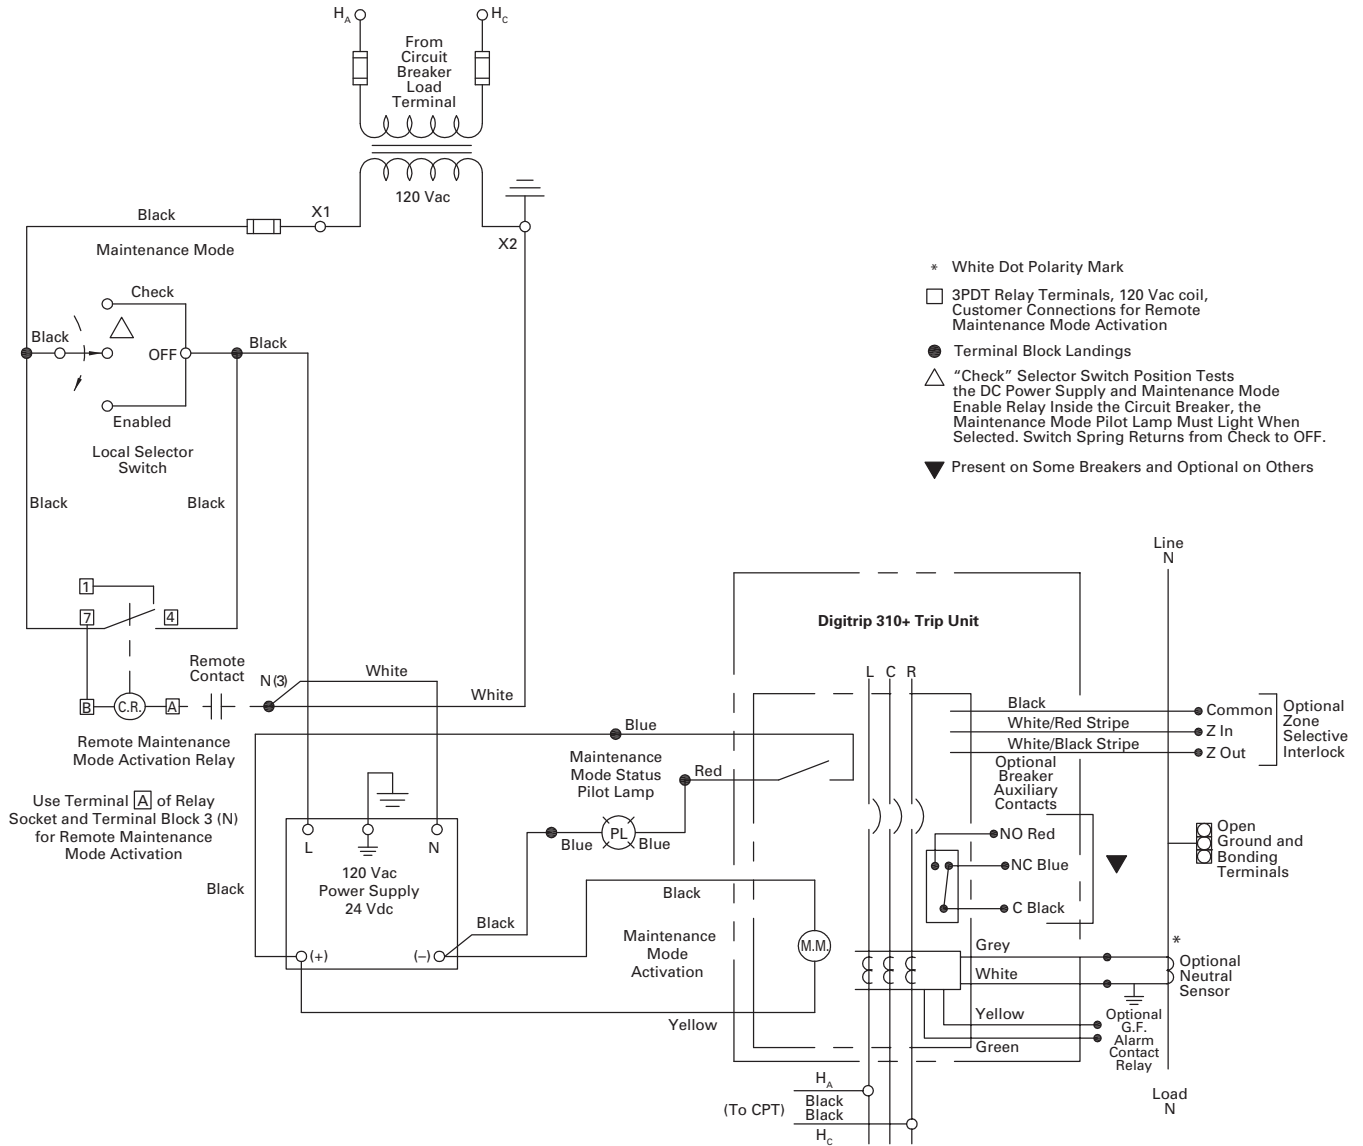 H_A
H_C
From
Circuit
Breaker
Load
Terminal
120 Vac
Black
X1
X2
Maintenance Mode
Check
Black
OFF
Black
Enabled
Local Selector
Switch
Black
Black
* White Dot Polarity Mark
3PDT Relay Terminals, 120 Vac coil,
Customer Connections for Remote
Maintenance Mode Activation
Terminal Block Landings
“Check” Selector Switch Position Tests
the DC Power Supply and Maintenance Mode
Enable Relay Inside the Circuit Breaker, the
Maintenance Mode Pilot Lamp Must Light When
Selected. Switch Spring Returns from Check to OFF.
Present on Some Breakers and Optional on Others
1
7
4
Remote
Contact
N (3)
White
White
B
C.R.
A
Remote Maintenance
Mode Activation Relay
Use Terminal A of Relay
Socket and Terminal Block 3 (N)
for Remote Maintenance
Mode Activation
L
N
120 Vac
Power Supply
24 Vdc
(+)
(–)
Black
Black
Blue
Maintenance
Mode Status
Pilot Lamp
Red
Blue
PL
Blue
Black
Maintenance
Mode
Activation
M.M.
Yellow
Digitrip 310+ Trip Unit
L C R
Line
N
Black
Common
White/Red Stripe
Z In
White/Black Stripe
Z Out
Optional
Zone
Selective
Interlock
Optional
Breaker
Auxiliary
Contacts
NO Red
NC Blue
C Black
Open
Ground and
Bonding
Terminals
Grey
White
*
Optional
Neutral
Sensor
Yellow
Green
Optional
G.F.
Alarm
Contact
Relay
Load
N
H_A
(To CPT)
Black
Black
H_C